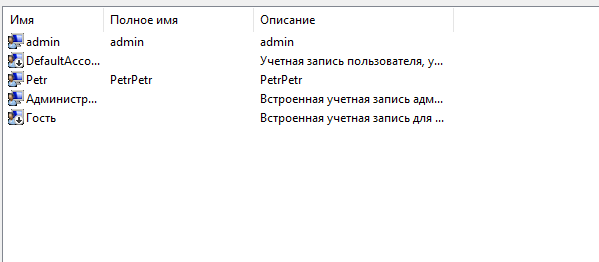 Имя Полное имя Описание
admin admin admin
DefaultAcco... Учетная запись пользователя, у...
Petr PetrPetr PetrPetr
Администр... Встроенная учетная запись адм...
Гость Встроенная учетная запись для ...